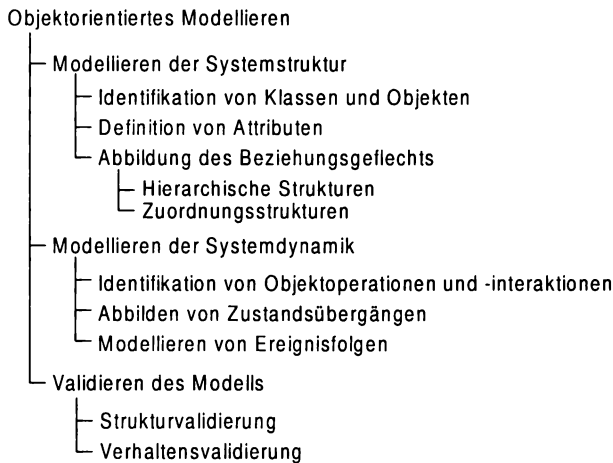 Objektorientiertes Modellieren
Modellieren der Systemstruktur
Identifikation von Klassen und Objekten
Definition von Attributen
Abbildung des Beziehungsgeflechts
Hierarchische Strukturen
Zuordnungsstrukturen
Modellieren der Systemdynamik
Identifikation von Objektoperationen und -interaktionen
Abbilden von Zustandsübergängen
Modellieren von Ereignisfolgen
Validieren des Modells
Strukturvalidierung
Verhaltensvalidierung